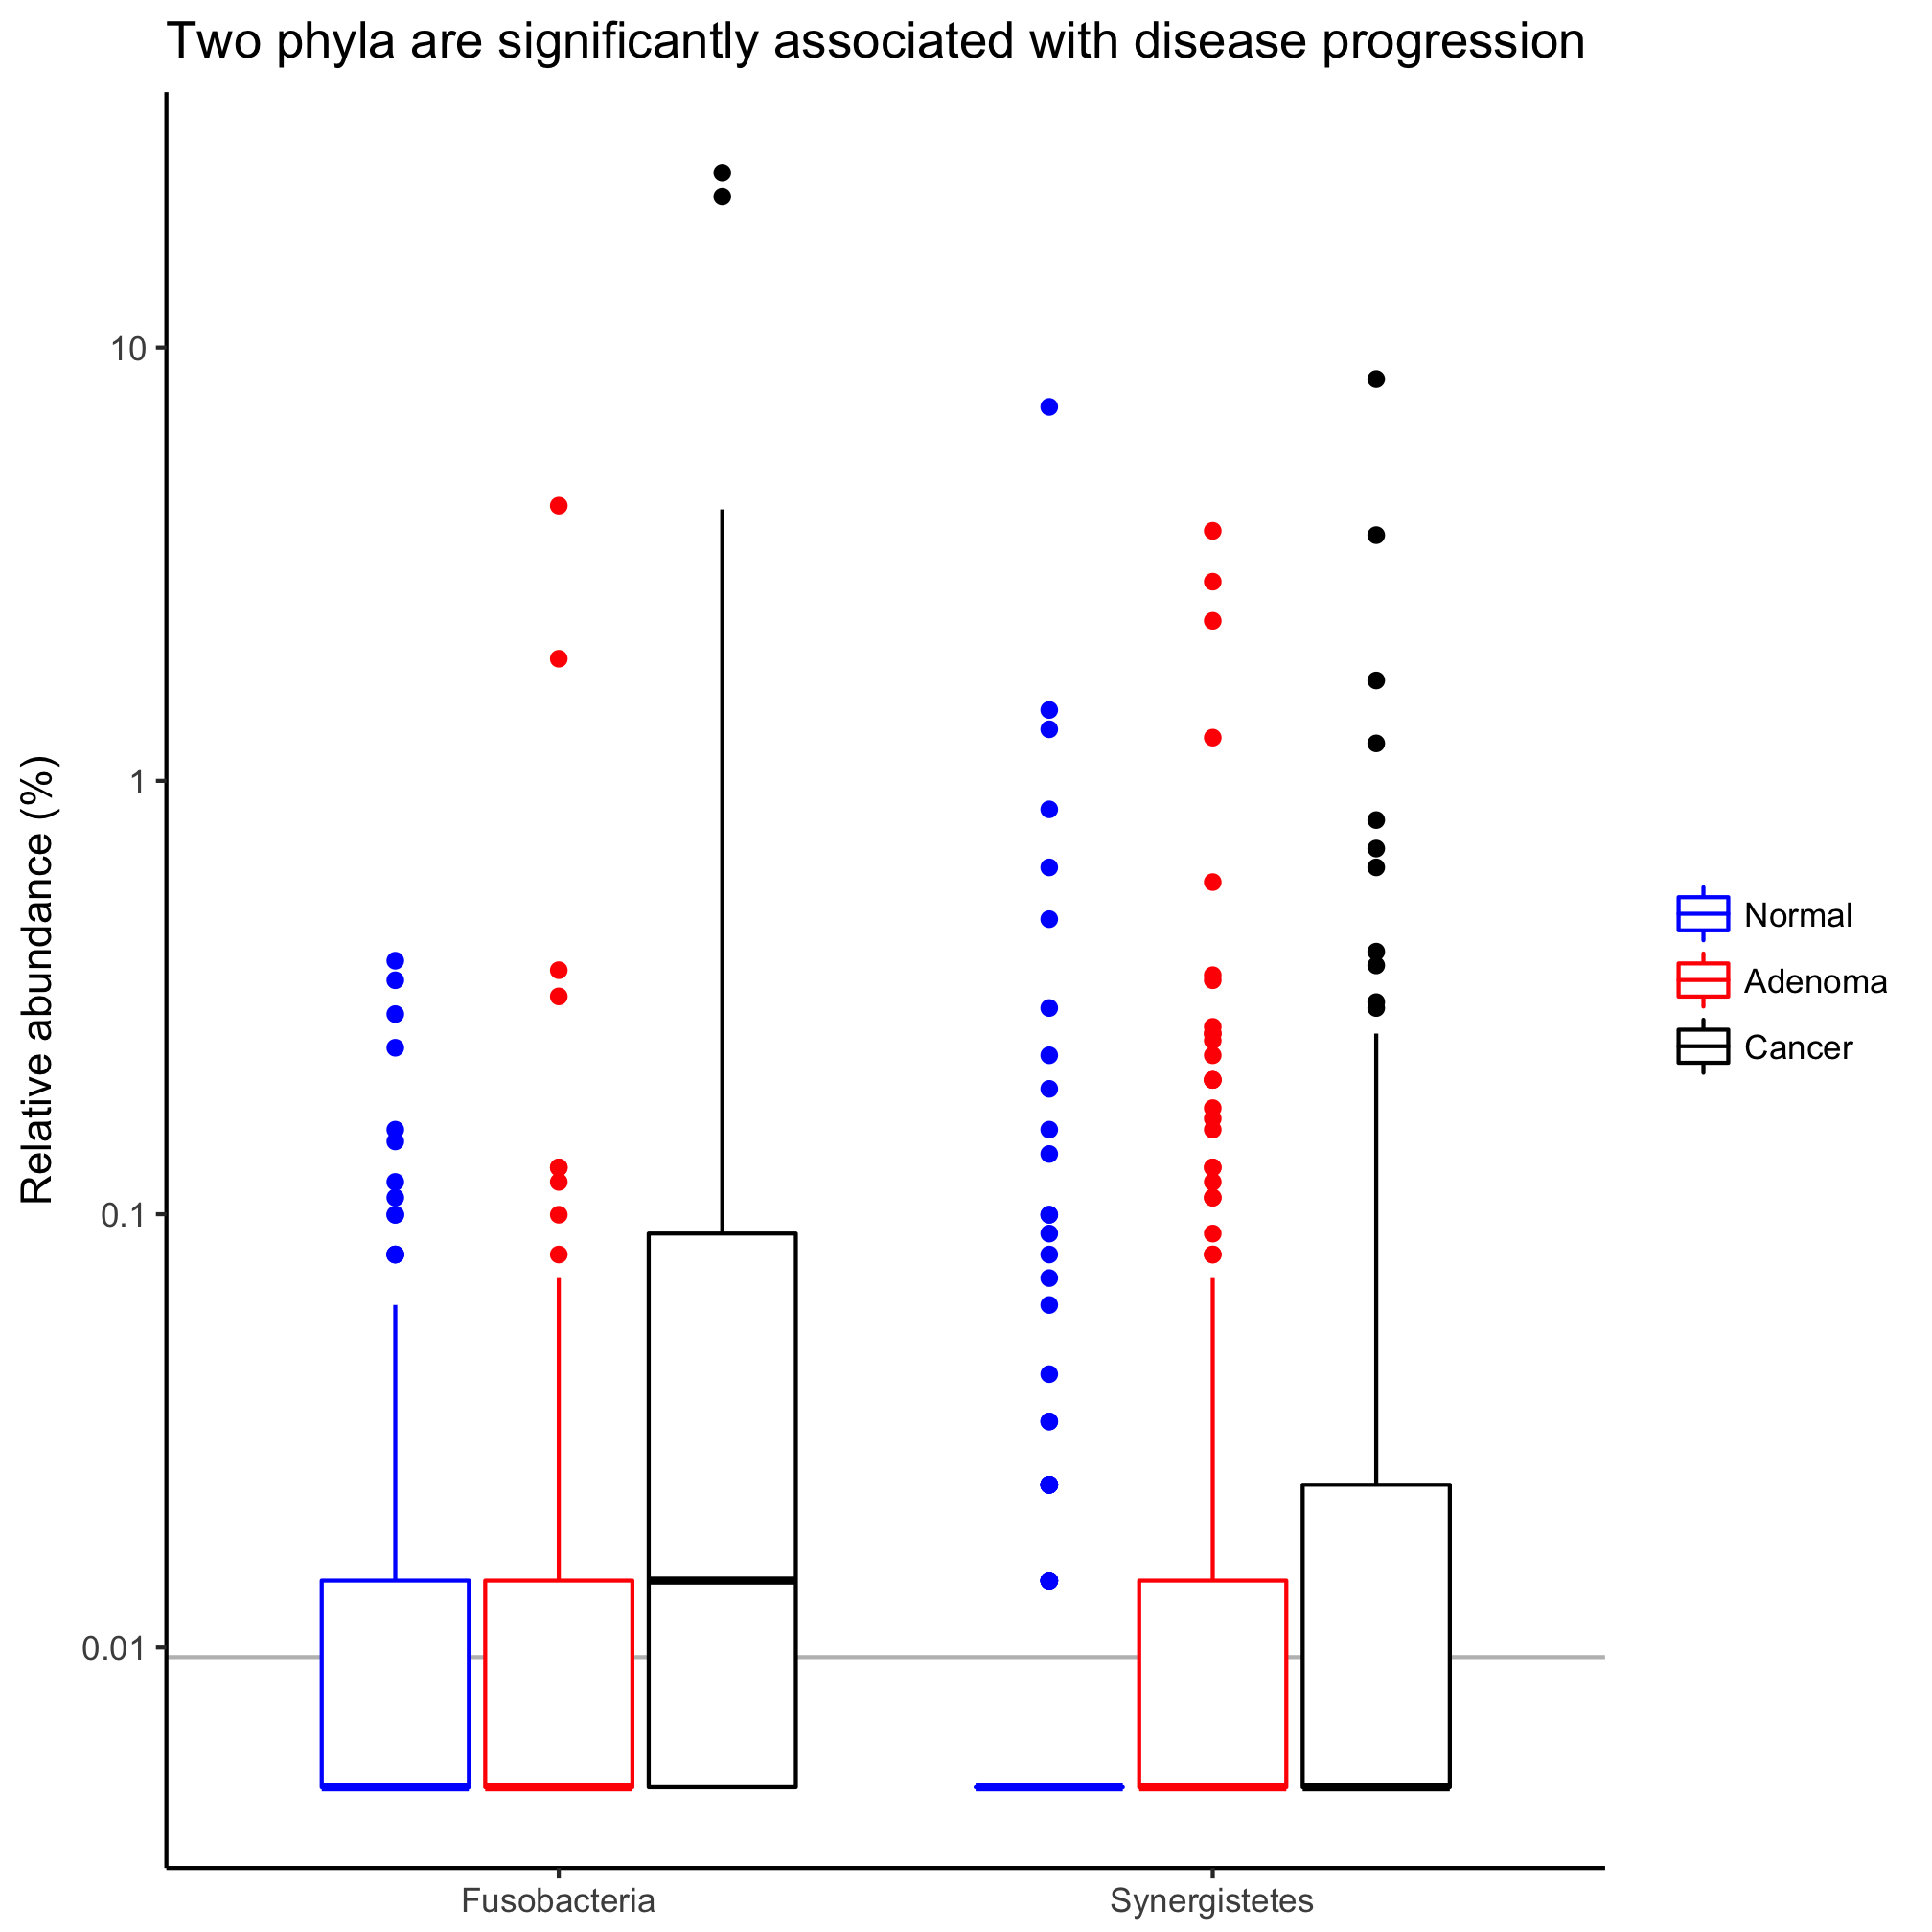 Two phyla are significantly associated with disease progression
Relative abundance (%)
10
1
0.1
0.01
Fusobacteria
Synergistetes
Normal
Adenoma
Cancer